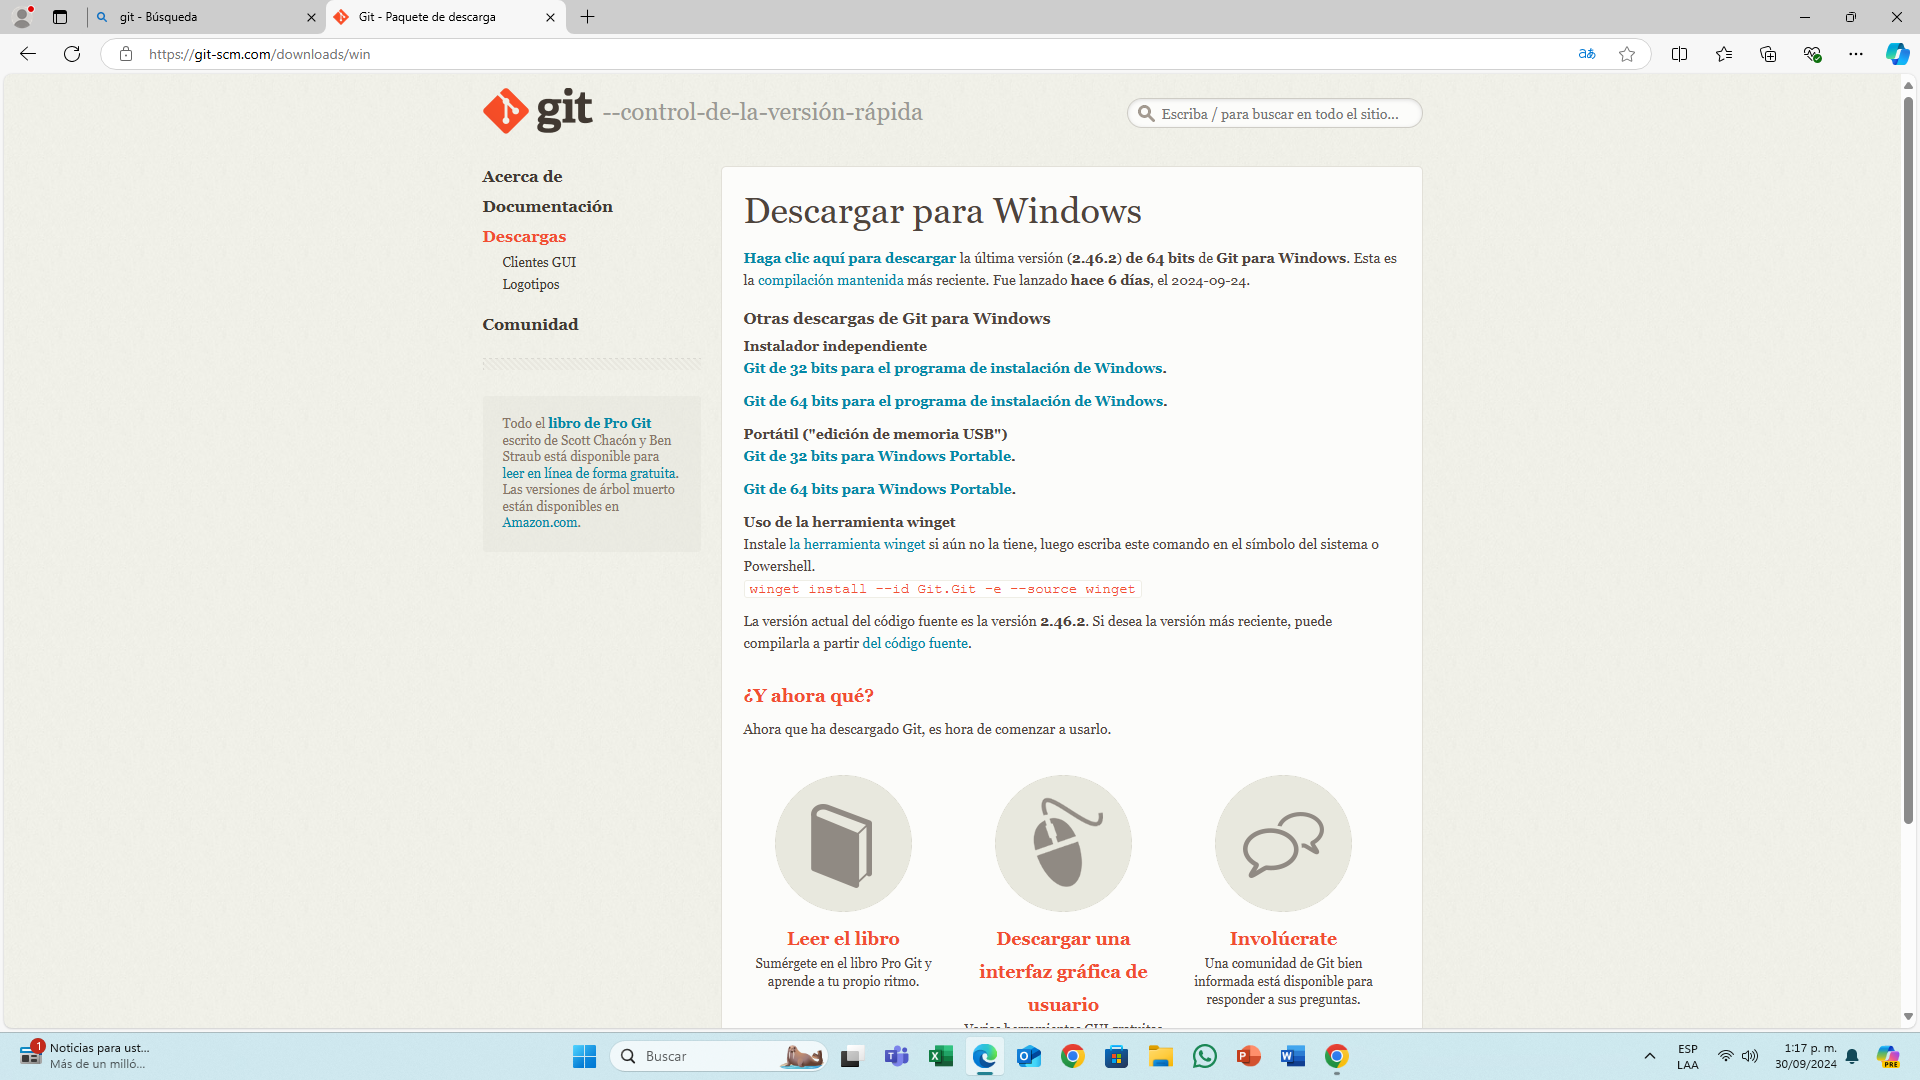 git - Búsqueda
Git - Paquete de descarga
https://git-scm.com/downloads/win
git --control-de-la-versión-rápida
Escriba / para buscar en todo el sitio...
Acerca de
Documentación
Descargas
Clientes GUI
Logotipos
Comunidad
Todo el libro de Pro Git
escrito de Scott Chacón y Ben
Straub está disponible para
leer en línea de forma gratuita.
Las versiones de árbol muerto
están disponibles en
Amazon.com.
Descargar para Windows
Haga clic aquí para descargar la última versión (2.46.2) de 64 bits de Git para Windows. Esta es
la compilación mantenida más reciente. Fue lanzado hace 6 días, el 2024-09-24.
Otras descargas de Git para Windows
Instalador independiente
Git de 32 bits para el programa de instalación de Windows.
Git de 64 bits para el programa de instalación de Windows.
Portátil ("edición de memoria USB")
Git de 32 bits para Windows Portable.
Git de 64 bits para Windows Portable.
Uso de la herramienta winget
Instale la herramienta winget si aún no la tiene, luego escriba este comando en el símbolo del sistema o
Powershell.
winget install --id Git.Git -e --source winget
La versión actual del código fuente es la versión 2.46.2. Si desea la versión más reciente, puede
compilarla a partir del código fuente.
¿Y ahora qué?
Ahora que ha descargado Git, es hora de comenzar a usarlo.
Leer el libro
Sumérgete en el libro Pro Git y
aprende a tu propio ritmo.
Descargar una
interfaz gráfica de
usuario
Varias herramientas GUI gratuitas
Involúcrate
Una comunidad de Git bien
informada está disponible para
responder a sus preguntas.
1
Noticias para ust...
Más de un milló...
Buscar
ESP
LAA
1:17 p. m.
30/09/2024
PRE